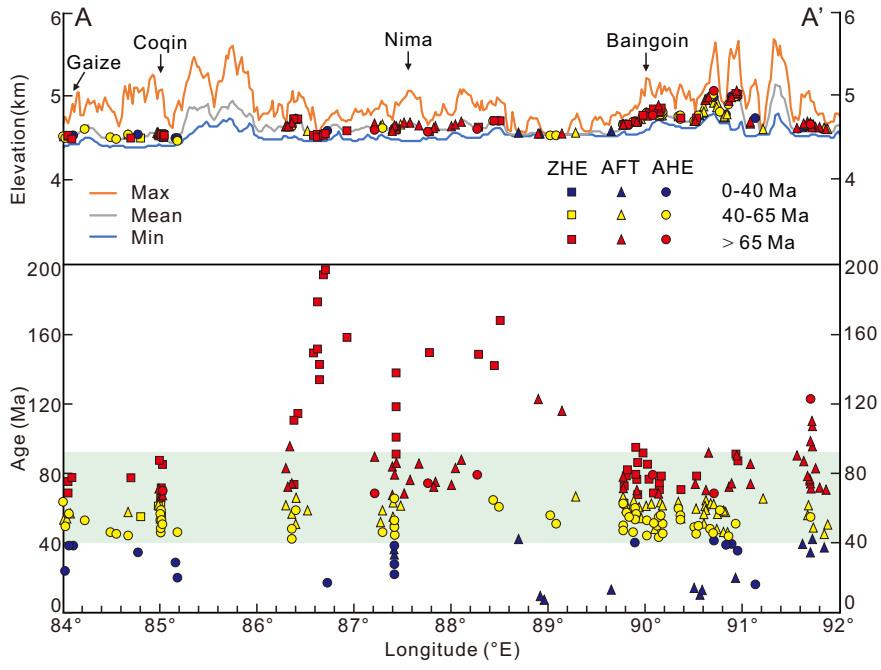 A
A’
6
6
5
5
4
4
Elevation(km)
Gaize
Coqin
Nima
Baingoin
ZHE AFT AHE
Max
Mean
Min
0-40 Ma
40-65 Ma
> 65 Ma
200
200
160
160
120
120
80
80
40
40
0
0
Age (Ma)
84° 85° 86° 87° 88° 89° 90° 91° 92°
Longitude (°E)